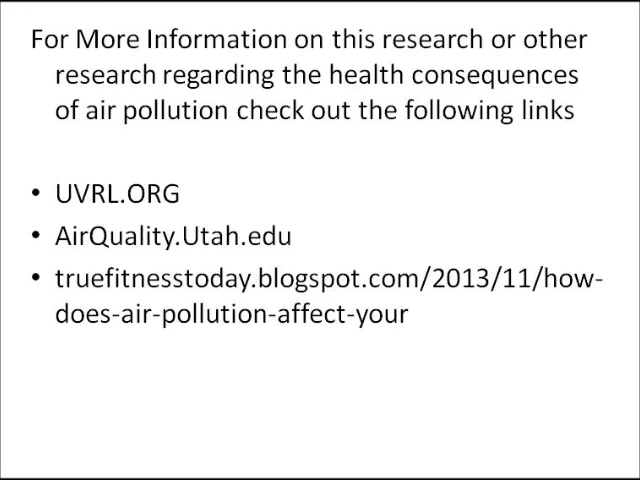 For More Information on this research or other
research regarding the health consequences
of air pollution check out the following links
• UVRL.ORG
• AirQuality.Utah.edu
• truefitnesstoday.blogspot.com/2013/11/how-
does-air-pollution-affect-your